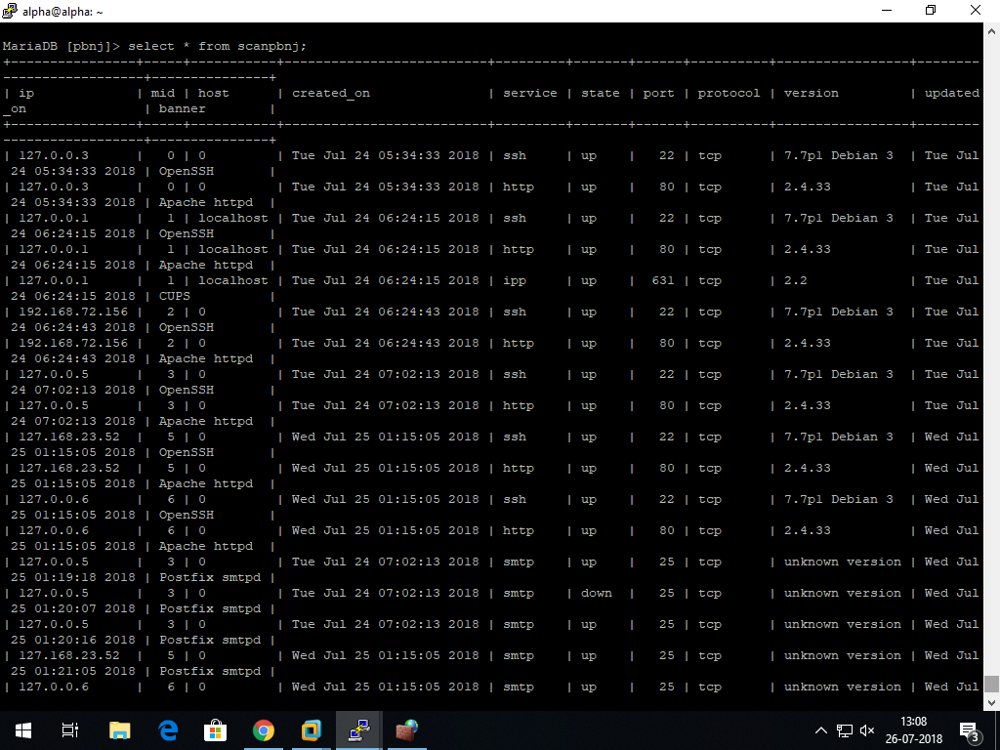 alpha@alpha: ~
MariaDB [pbnj]> select * from scanpbnj;
+----------------+-----+-----------+--------------------------+---------+-------+------+----------+-----------------+--------
------------------+---------------+
| ip             | mid | host      | created_on               | service | state | port | protocol | version         | updated
_on               | banner        |
+----------------+-----+-----------+--------------------------+---------+-------+------+----------+-----------------+--------
------------------+---------------+
| 127.0.0.3      |   0 | 0         | Tue Jul 24 05:34:33 2018 | ssh     | up    |   22 | tcp      | 7.7p1 Debian 3  | Tue Jul
 24 05:34:33 2018 | OpenSSH       |
| 127.0.0.3      |   0 | 0         | Tue Jul 24 05:34:33 2018 | http    | up    |   80 | tcp      | 2.4.33          | Tue Jul
 24 05:34:33 2018 | Apache httpd  |
| 127.0.0.1      |   1 | localhost | Tue Jul 24 06:24:15 2018 | ssh     | up    |   22 | tcp      | 7.7p1 Debian 3  | Tue Jul
 24 06:24:15 2018 | OpenSSH       |
| 127.0.0.1      |   1 | localhost | Tue Jul 24 06:24:15 2018 | http    | up    |   80 | tcp      | 2.4.33          | Tue Jul
 24 06:24:15 2018 | Apache httpd  |
| 127.0.0.1      |   1 | localhost | Tue Jul 24 06:24:15 2018 | ipp     | up    |  631 | tcp      | 2.2             | Tue Jul
 24 06:24:15 2018 | CUPS          |
| 192.168.72.156 |   2 | 0         | Tue Jul 24 06:24:43 2018 | ssh     | up    |   22 | tcp      | 7.7p1 Debian 3  | Tue Jul
 24 06:24:43 2018 | OpenSSH       |
| 192.168.72.156 |   2 | 0         | Tue Jul 24 06:24:43 2018 | http    | up    |   80 | tcp      | 2.4.33          | Tue Jul
 24 06:24:43 2018 | Apache httpd  |
| 127.0.0.5      |   3 | 0         | Tue Jul 24 07:02:13 2018 | ssh     | up    |   22 | tcp      | 7.7p1 Debian 3  | Tue Jul
 24 07:02:13 2018 | OpenSSH       |
| 127.0.0.5      |   3 | 0         | Tue Jul 24 07:02:13 2018 | http    | up    |   80 | tcp      | 2.4.33          | Tue Jul
 24 07:02:13 2018 | Apache httpd  |
| 127.168.23.52  |   5 | 0         | Wed Jul 25 01:15:05 2018 | ssh     | up    |   22 | tcp      | 7.7p1 Debian 3  | Wed Jul
 25 01:15:05 2018 | OpenSSH       |
| 127.168.23.52  |   5 | 0         | Wed Jul 25 01:15:05 2018 | http    | up    |   80 | tcp      | 2.4.33          | Wed Jul
 25 01:15:05 2018 | Apache httpd  |
| 127.0.0.6      |   6 | 0         | Wed Jul 25 01:15:05 2018 | ssh     | up    |   22 | tcp      | 7.7p1 Debian 3  | Wed Jul
 25 01:15:05 2018 | OpenSSH       |
| 127.0.0.6      |   6 | 0         | Wed Jul 25 01:15:05 2018 | http    | up    |   80 | tcp      | 2.4.33          | Wed Jul
 25 01:15:05 2018 | Apache httpd  |
| 127.0.0.5      |   3 | 0         | Tue Jul 24 07:02:13 2018 | smtp    | up    |   25 | tcp      | unknown version | Wed Jul
 25 01:19:18 2018 | Postfix smtpd |
| 127.0.0.5      |   3 | 0         | Tue Jul 24 07:02:13 2018 | smtp    | down  |   25 | tcp      | unknown version | Wed Jul
 25 01:20:07 2018 | Postfix smtpd |
| 127.0.0.5      |   3 | 0         | Tue Jul 24 07:02:13 2018 | smtp    | up    |   25 | tcp      | unknown version | Wed Jul
 25 01:20:16 2018 | Postfix smtpd |
| 127.168.23.52  |   5 | 0         | Wed Jul 25 01:15:05 2018 | smtp    | up    |   25 | tcp      | unknown version | Wed Jul
 25 01:21:05 2018 | Postfix smtpd |
| 127.0.0.6      |   6 | 0         | Wed Jul 25 01:15:05 2018 | smtp    | up    |   25 | tcp      | unknown version | Wed Jul
13:08
26-07-2018
3